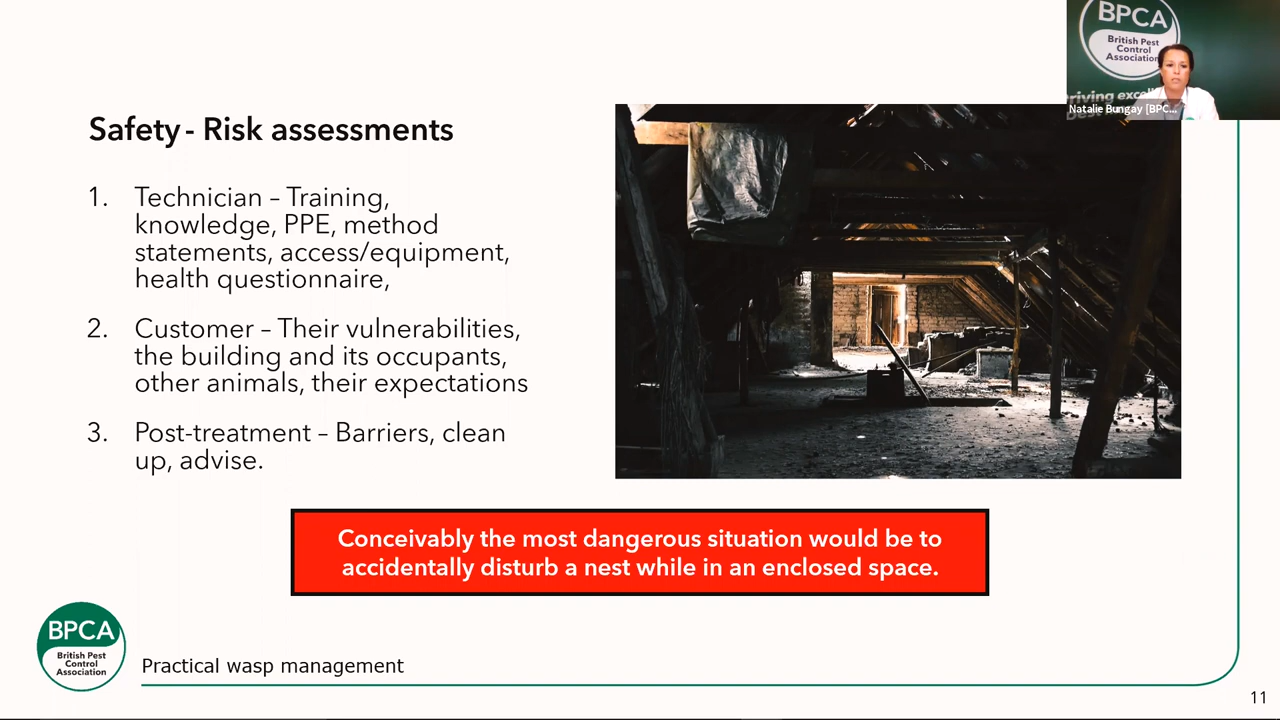 BPCA
British Pest
Control
Association
Natalie Bungay [BPC...
Safety - Risk assessments
1. Technician – Training,
knowledge, PPE, method
statements, access/equipment,
health questionnaire,
2. Customer – Their vulnerabilities,
the building and its occupants,
other animals, their expectations
3. Post-treatment – Barriers, clean
up, advise.
Conceivably the most dangerous situation would be to
accidentally disturb a nest while in an enclosed space.
BPCA
British Pest
Control
Association
Practical wasp management
11